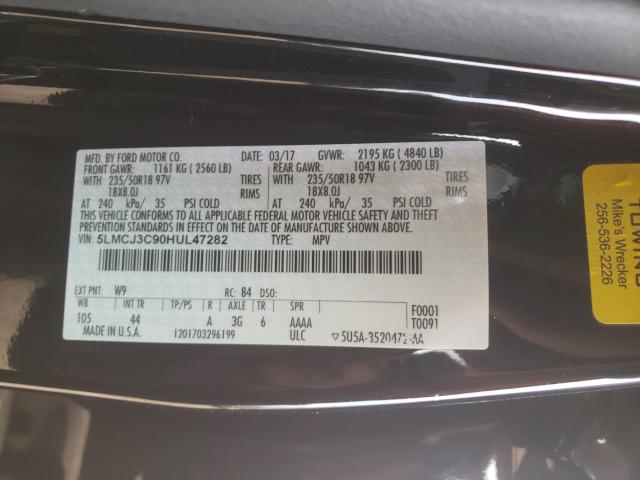 MFD. BY FORD MOTOR CO. DATE: 03/17 GVWR: 2195 KG ( 4840 LB)
FRONT GAWR: 1161 KG ( 2560 LB) REAR GAWR: 1043 KG ( 2300 LB)
WITH 235/50R18 97V TIRES WITH 235/50R18 97V TIRES
18X8.0J RIMS 18X8.0J RIMS
AT 240 kPa/ 35 PSI COLD AT 240 kPa/ 35 PSI COLD
THIS VEHICLE CONFORMS TO ALL APPLICABLE FEDERAL MOTOR VEHICLE SAFETY AND THEFT
PREVENTION STANDARDS IN EFFECT ON THE DATE OF MANUFACTURE SHOWN ABOVE.
VIN: 5LMCJ3C90HUL47282 TYPE: MPV
EXT PNT: W9 RC: 84 DSO:
WB INT TR TP/PS R AXLE TR SPR F0001
105 44 A 3G 6 AAAA T0091
MADE IN U.S.A. 1201703296199 ULC
Mike's Wrecker
256-536-2226